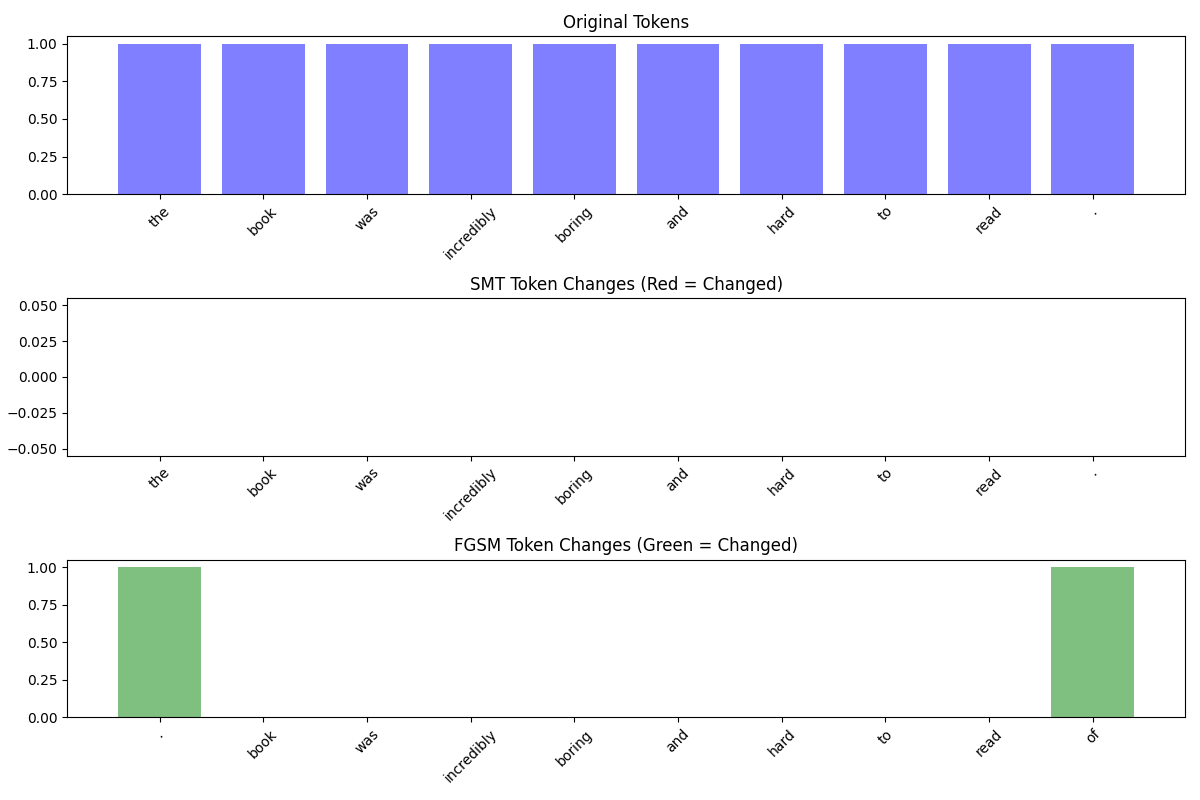 Original Tokens
1.00
0.75
0.50
0.25
0.00
the book was incredibly boring and hard to read .
SMT Token Changes (Red = Changed)
0.050
0.025
0.000
−0.025
−0.050
the book was incredibly boring and hard to read .
FGSM Token Changes (Green = Changed)
1.00
0.75
0.50
0.25
0.00
. book was incredibly boring and hard to read of